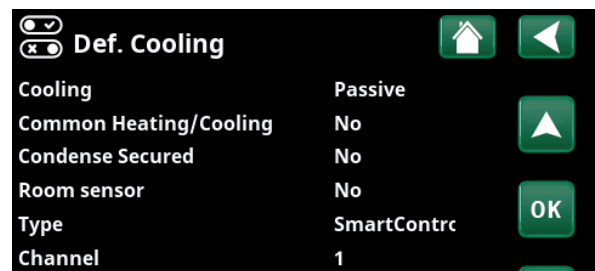 Def. Cooling
Cooling Passive
Common Heating/Cooling No
Condense Secured No
Room sensor No
Type SmartContrc
OK
Channel 1